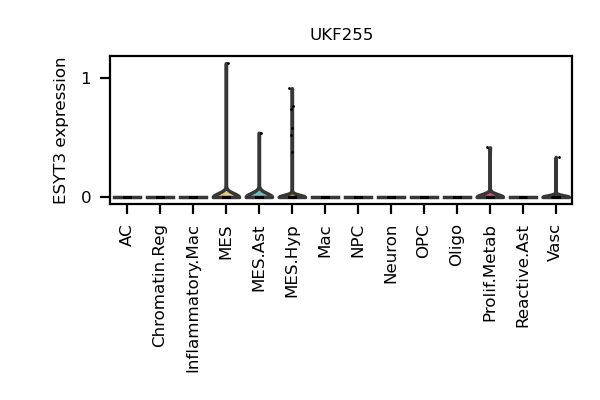 UKF255
ESYT3 expression
1
0
AC
Chromatin.Reg
Inflammatory.Mac
MES
MES.Ast
MES.Hyp
Mac
NPC
Neuron
OPC
Oligo
Prolif.Metab
Reactive.Ast
Vasc